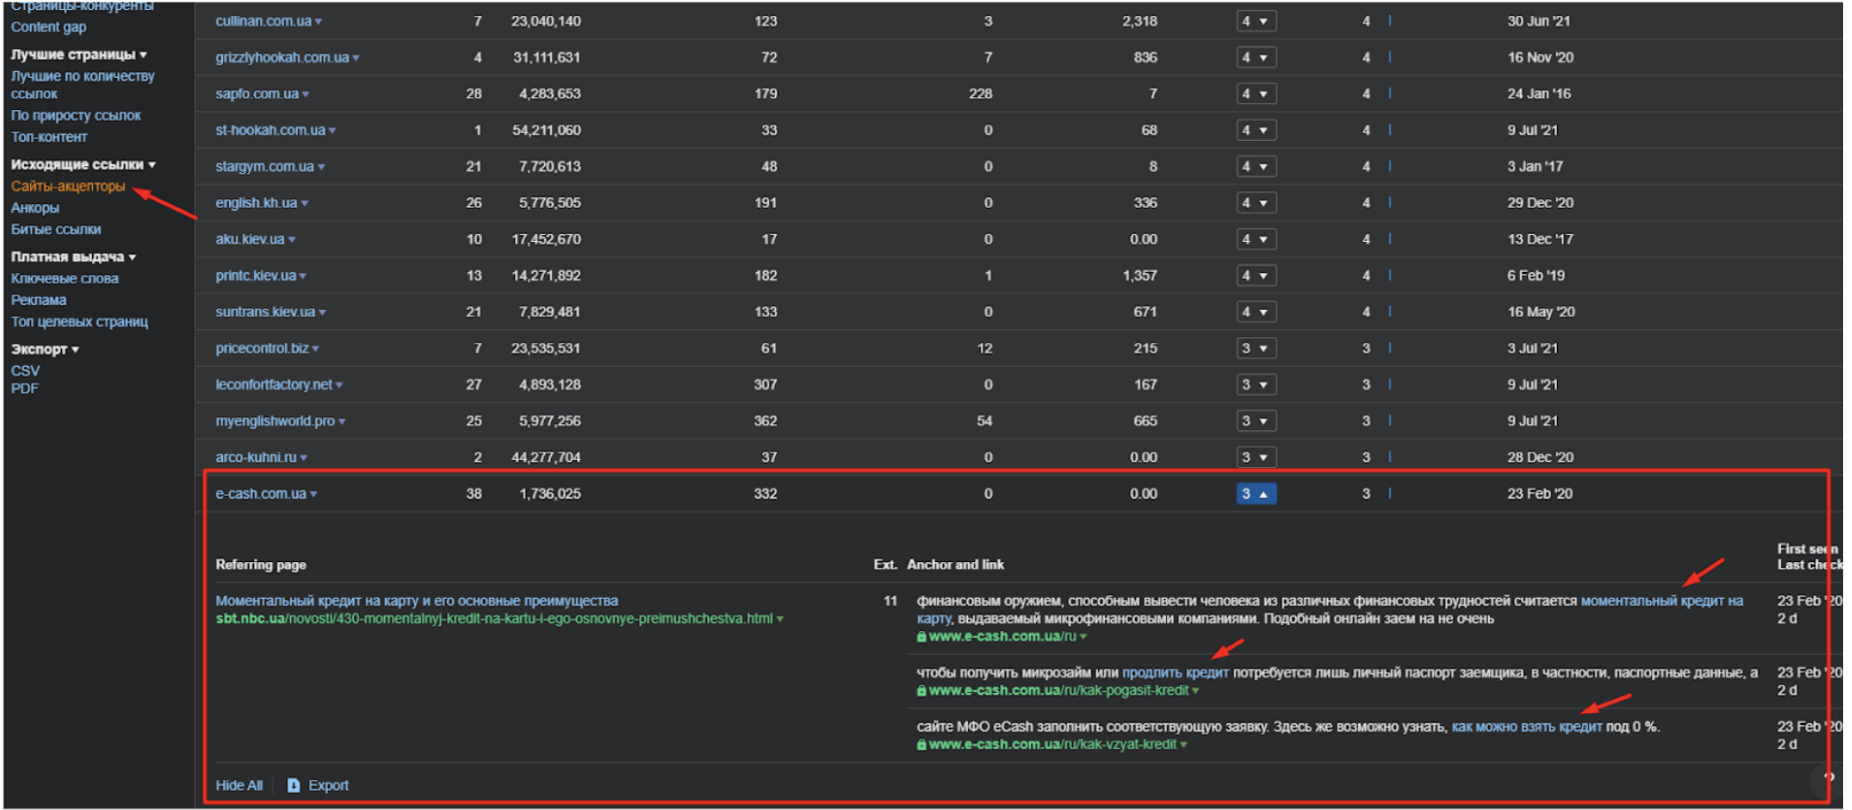 Страницы-конкуренты
Content gap
Лучшие страницы ▾
Лучшие по количеству
ссылок
По приросту ссылок
Топ-контент
Исходящие ссылки ▾
Сайты-акцепторы
Анкоры
Битые ссылки
Платная выдача ▾
Ключевые слова
Реклама
Топ целевых страниц
Экспорт ▾
CSV
PDF
cullinan.com.ua ▾ 7 23,040,140 123 3 2,318 4 ▼ 4 30 Jun '21
grizzlyhookah.com.ua ▾ 4 31,111,631 72 7 836 4 ▼ 4 16 Nov '20
sapfo.com.ua ▾ 28 4,283,653 179 228 7 4 ▼ 4 24 Jan '16
st-hookah.com.ua ▾ 1 54,211,060 33 0 68 4 ▼ 4 9 Jul '21
stargym.com.ua ▾ 21 7,720,613 48 0 8 4 ▼ 4 3 Jan '17
english.kh.ua ▾ 26 5,776,505 191 0 336 4 ▼ 4 29 Dec '20
aku.kiev.ua ▾ 10 17,452,670 17 0 0.00 4 ▼ 4 13 Dec '17
printc.kiev.ua ▾ 13 14,271,892 182 1 1,357 4 ▼ 4 6 Feb '19
suntrans.kiev.ua ▾ 21 7,829,481 133 0 671 4 ▼ 4 16 May '20
pricecontrol.biz ▾ 7 23,535,531 61 12 215 3 ▼ 3 3 Jul '21
leconfortfactory.net ▾ 27 4,893,128 307 0 167 3 ▼ 3 9 Jul '21
myenglishworld.pro ▾ 25 5,977,256 362 54 665 3 ▼ 3 9 Jul '21
arco-kuhni.ru ▾ 2 44,277,704 37 0 0.00 3 ▼ 3 28 Dec '20
e-cash.com.ua ▾ 38 1,736,025 332 0 0.00 3 ▲ 3 23 Feb '20
Referring page Ext. Anchor and link First seen
Last check
Моментальный кредит на карту и его основные преимущества
sbt.nbc.ua/novosti/430-momentalnyj-kredit-na-kartu-i-ego-osnovnye-preimushchestva.html ▾
11 финансовым оружием, способным вывести человека из различных финансовых трудностей считается моментальный кредит на 23 Feb '20
карту, выдаваемый микрофинансовыми компаниями. Подобный онлайн заем на не очень 2 d
www.e-cash.com.ua/ru ▾
чтобы получить микрозайм или продлить кредит потребуется лишь личный паспорт заемщика, в частности, паспортные данные, а 23 Feb '20
www.e-cash.com.ua/ru/kak-pogasit-kredit ▾ 2 d
сайте МФО eCash заполнить соответствующую заявку. Здесь же возможно узнать, как можно взять кредит под 0 %. 23 Feb '20
www.e-cash.com.ua/ru/kak-vzyat-kredit ▾ 2 d
Hide All Export ?